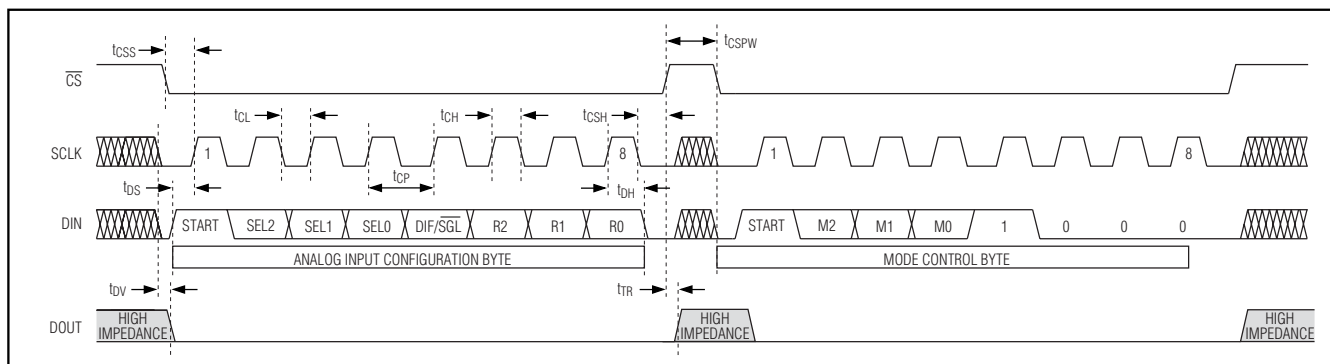 tCSS
tCSPW
CS
tCL
tCH
tCSH
SCLK
1
8
1
8
tCP
tDS
tDH
DIN
START SEL2 SEL1 SEL0 DIF/SGL R2 R1 R0
START M2 M1 M0 1 0 0 0
ANALOG INPUT CONFIGURATION BYTE
MODE CONTROL BYTE
tDV
tTR
DOUT
HIGH
IMPEDANCE
HIGH
IMPEDANCE
HIGH
IMPEDANCE